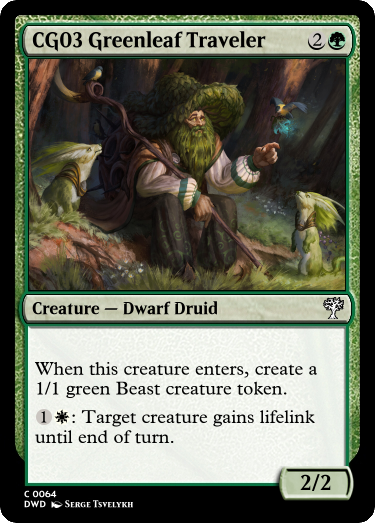 CG03 Greenleaf Traveler 2
Creature — Dwarf Druid
When this creature enters, create a
1/1 green Beast creature token.
1 : Target creature gains lifelink
until end of turn.
2/2
C 0064
DWD Serge Tsvelykh